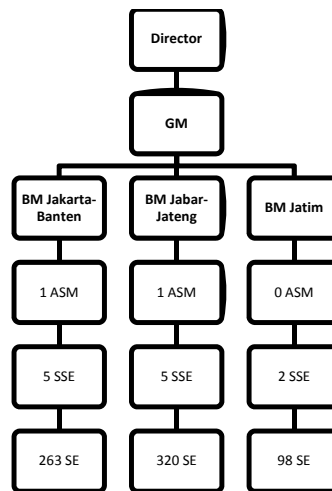 Director
GM
BM Jakarta-
Banten
BM Jabar-
Jateng
BM Jatim
1 ASM
1 ASM
0 ASM
5 SSE
5 SSE
2 SSE
263 SE
320 SE
98 SE